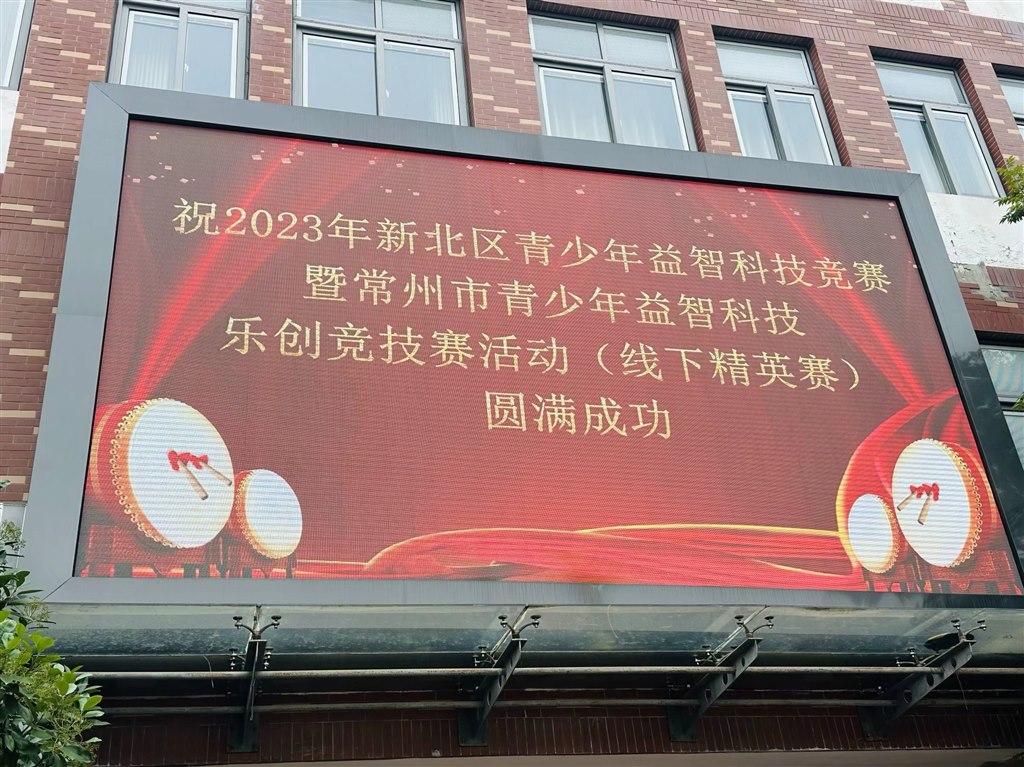 祝2023年新北区青少年益智科技竞赛
暨常州市青少年益智科技
乐创竞技赛活动（线下精英赛）
圆满成功